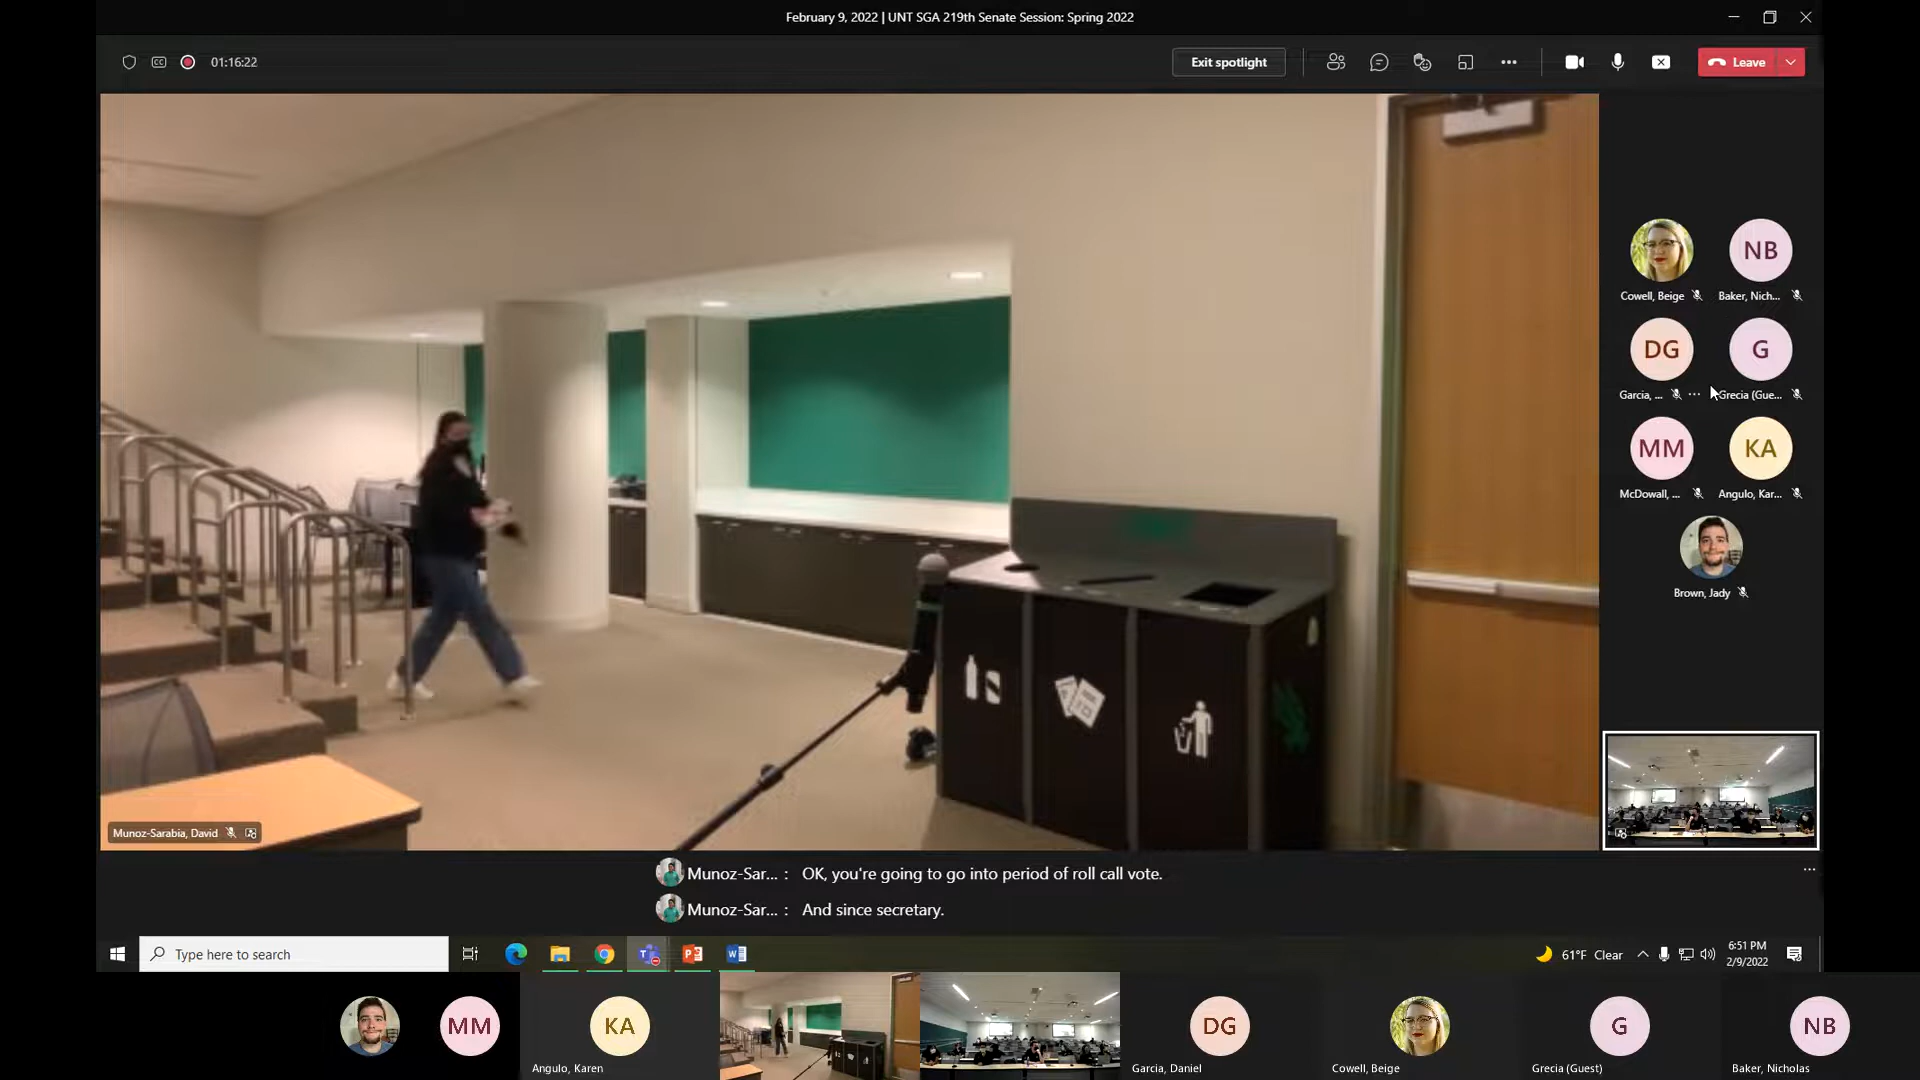 February 9, 2022 | UNT SGA 219th Senate Session: Spring 2022
CC
01:16:22
Exit spotlight
Leave
Cowell, Beige
NB
Baker, Nich...
DG
Garcia, ...
G
Grecia (Gue...
MM
McDowall, ...
KA
Angulo, Kar...
Brown, Jady
Munoz-Sarabia, David
Munoz-Sar... : OK, you're going to go into period of roll call vote.
Munoz-Sar... : And since secretary.
Type here to search
61°F Clear
6:51 PM
2/9/2022
MM
KA
Angulo, Karen
DG
Garcia, Daniel
Cowell, Beige
G
Grecia (Guest)
NB
Baker, Nicholas